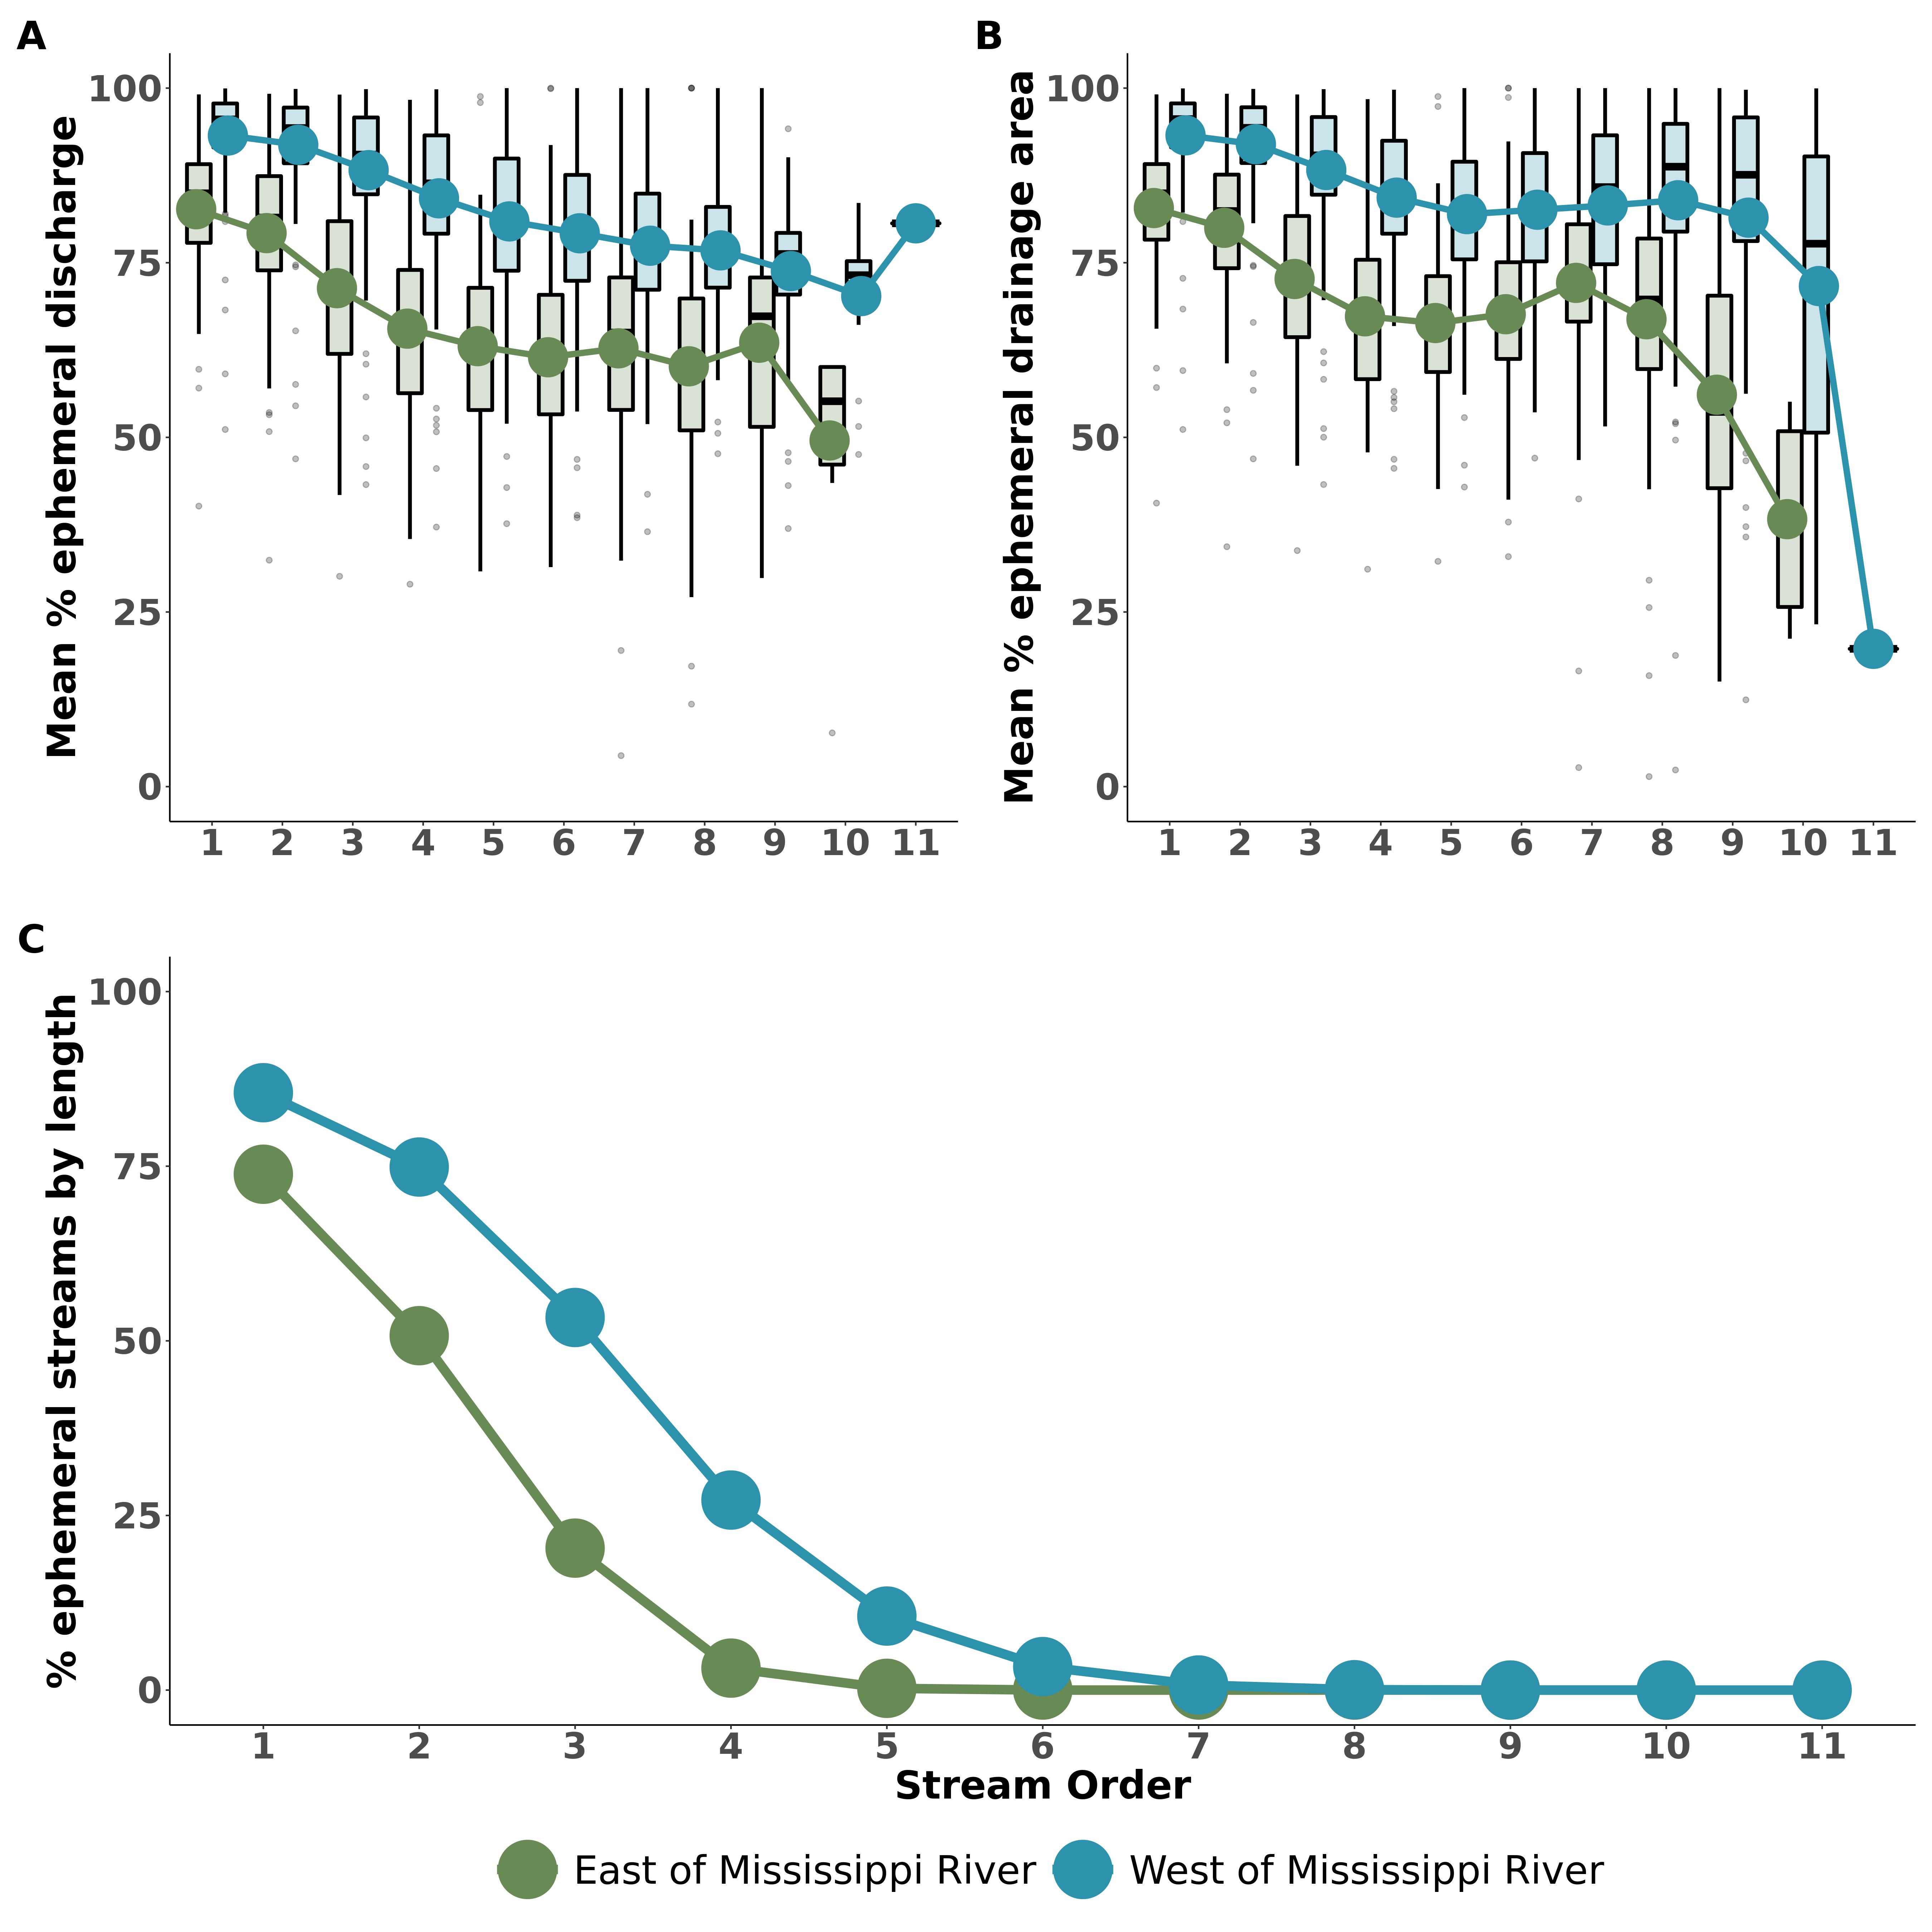 A
Mean % ephemeral discharge
100
75
50
25
0
1 2 3 4 5 6 7 8 9 10 11
B
Mean % ephemeral drainage area
100
75
50
25
0
1 2 3 4 5 6 7 8 9 10 11
C
% ephemeral streams by length
100
75
50
25
0
1 2 3 4 5 6 7 8 9 10 11
Stream Order
East of Mississippi River West of Mississippi River